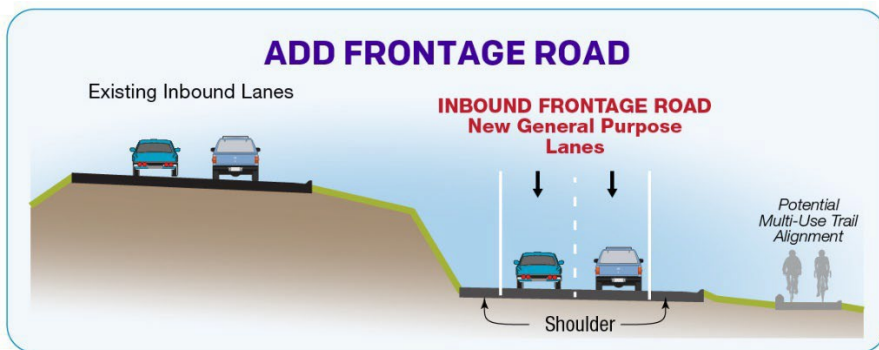 ADD FRONTAGE ROAD
Existing Inbound Lanes
INBOUND FRONTAGE ROAD
New General Purpose
Lanes
Potential
Multi-Use Trail
Alignment
Shoulder